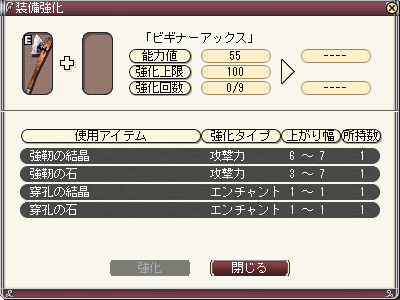 装備強化
E
「ビギナーアックス」
能力値 55 ----
強化上限 100
強化回数 0/9 ----
使用アイテム 強化タイプ 上がり幅 所持数
強靭の結晶 攻撃力 6 ～ 7 1
強靭の石 攻撃力 3 ～ 7 1
穿孔の結晶 エンチャント 1 ～ 1 1
穿孔の石 エンチャント 1 ～ 1 1
強化 閉じる